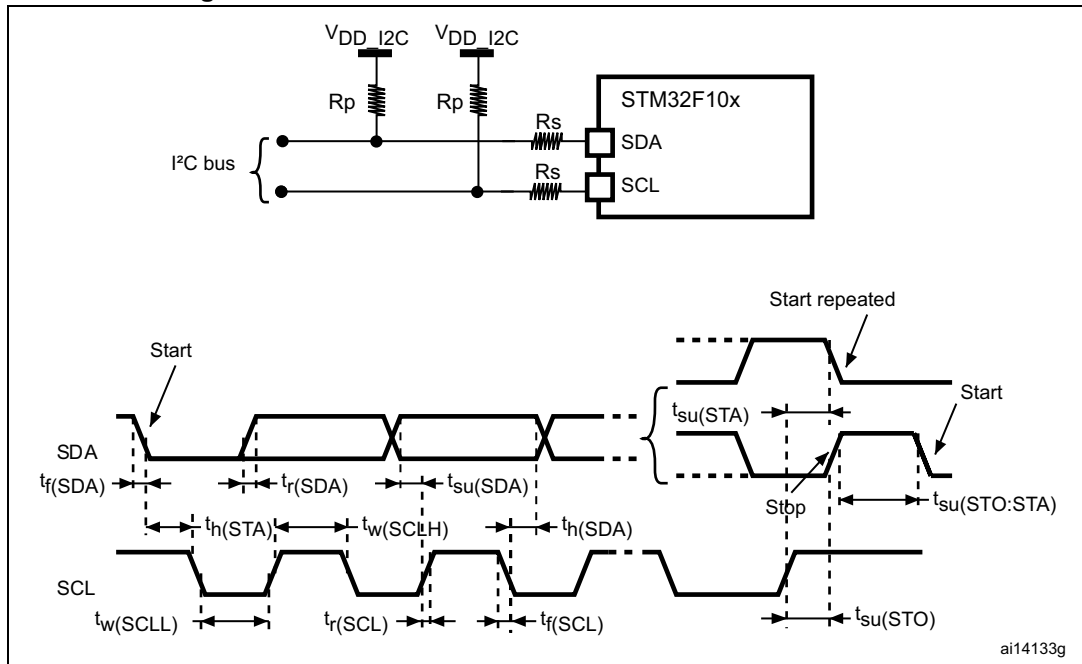 VDD_I2C VDD_I2C
Rp Rp
STM32F10x
Rs
SDA
I²C bus
Rs
SCL
Start repeated
Start
Start
tsu(STA)
SDA
tf(SDA) tr(SDA) tsu(SDA)
Stop
tsu(STO:STA)
th(STA) tw(SCLH) th(SDA)
SCL
tw(SCLL) tr(SCL) tf(SCL) tsu(STO)
ai14133g